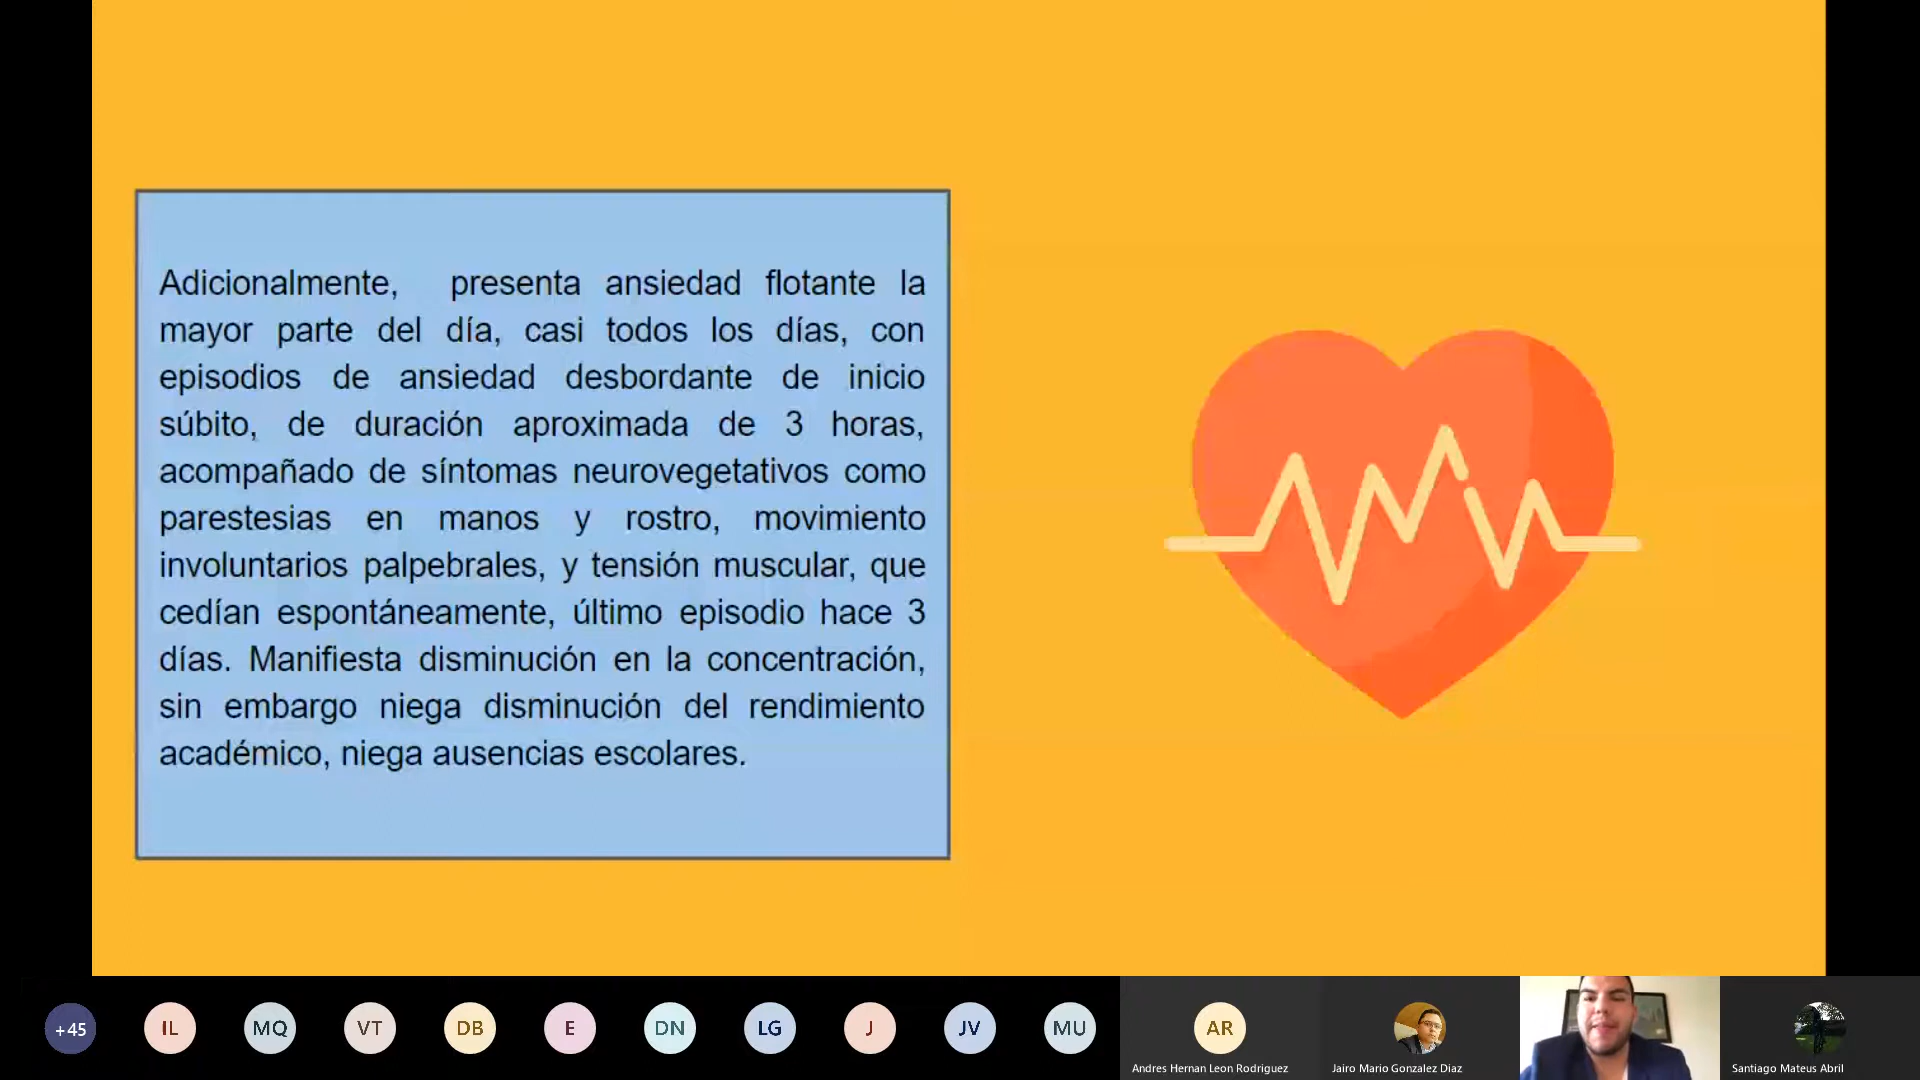 Adicionalmente, presenta ansiedad flotante la
mayor parte del día, casi todos los días, con
episodios de ansiedad desbordante de inicio
súbito, de duración aproximada de 3 horas,
acompañado de síntomas neurovegetativos como
parestesias en manos y rostro, movimiento
involuntarios palpebrales, y tensión muscular, que
cedían espontáneamente, último episodio hace 3
días. Manifiesta disminución en la concentración,
sin embargo niega disminución del rendimiento
académico, niega ausencias escolares.
+45
IL
MQ
VT
DB
E
DN
LG
J
JV
MU
AR
Andres Hernan Leon Rodriguez
Jairo Mario Gonzalez Diaz
Santiago Mateus Abril